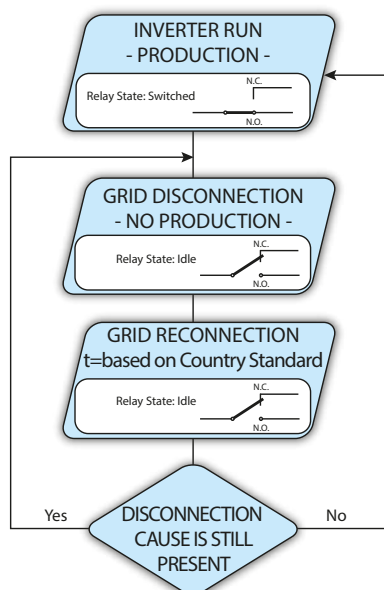 INVERTER RUN
- PRODUCTION -
N.C.
Relay State: Switched
N.O.
GRID DISCONNECTION
- NO PRODUCTION -
N.C.
Relay State: Idle
N.O.
GRID RECONNECTION
t=based on Country Standard
N.C.
Relay State: Idle
N.O.
Yes
No
DISCONNECTION
CAUSE IS STILL
PRESENT